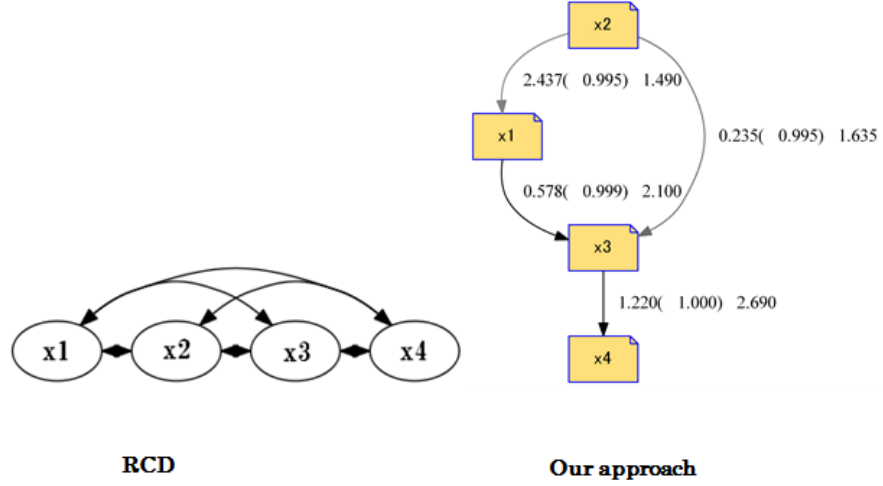 x2
2.437( 0.995) 1.490
x1
0.235( 0.995) 1.635
0.578( 0.999) 2.100
x3
1.220( 1.000) 2.690
x1 x2 x3 x4
x4
RCD
Our approach